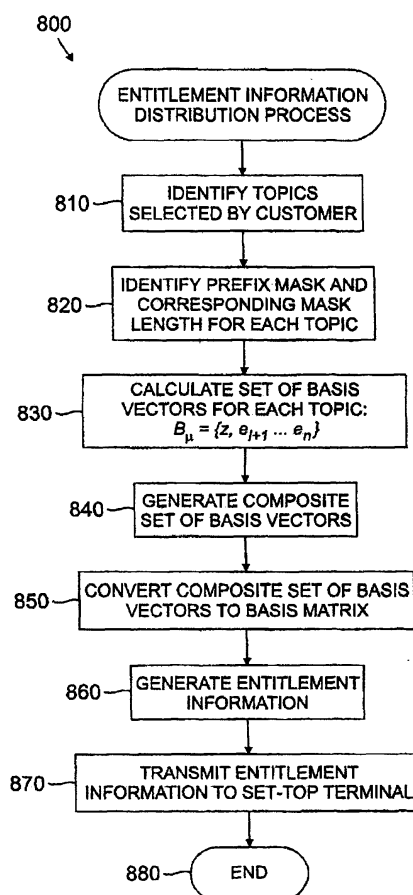 800
ENTITLEMENT INFORMATION
DISTRIBUTION PROCESS
810
IDENTIFY TOPICS
SELECTED BY CUSTOMER
820
IDENTIFY PREFIX MASK AND
CORRESPONDING MASK
LENGTH FOR EACH TOPIC
830
CALCULATE SET OF BASIS
VECTORS FOR EACH TOPIC:
Bμ = {z, el+1 ... en}
840
GENERATE COMPOSITE
SET OF BASIS VECTORS
850
CONVERT COMPOSITE SET OF BASIS
VECTORS TO BASIS MATRIX
860
GENERATE ENTITLEMENT
INFORMATION
870
TRANSMIT ENTITLEMENT
INFORMATION TO SET-TOP TERMINAL
880
END